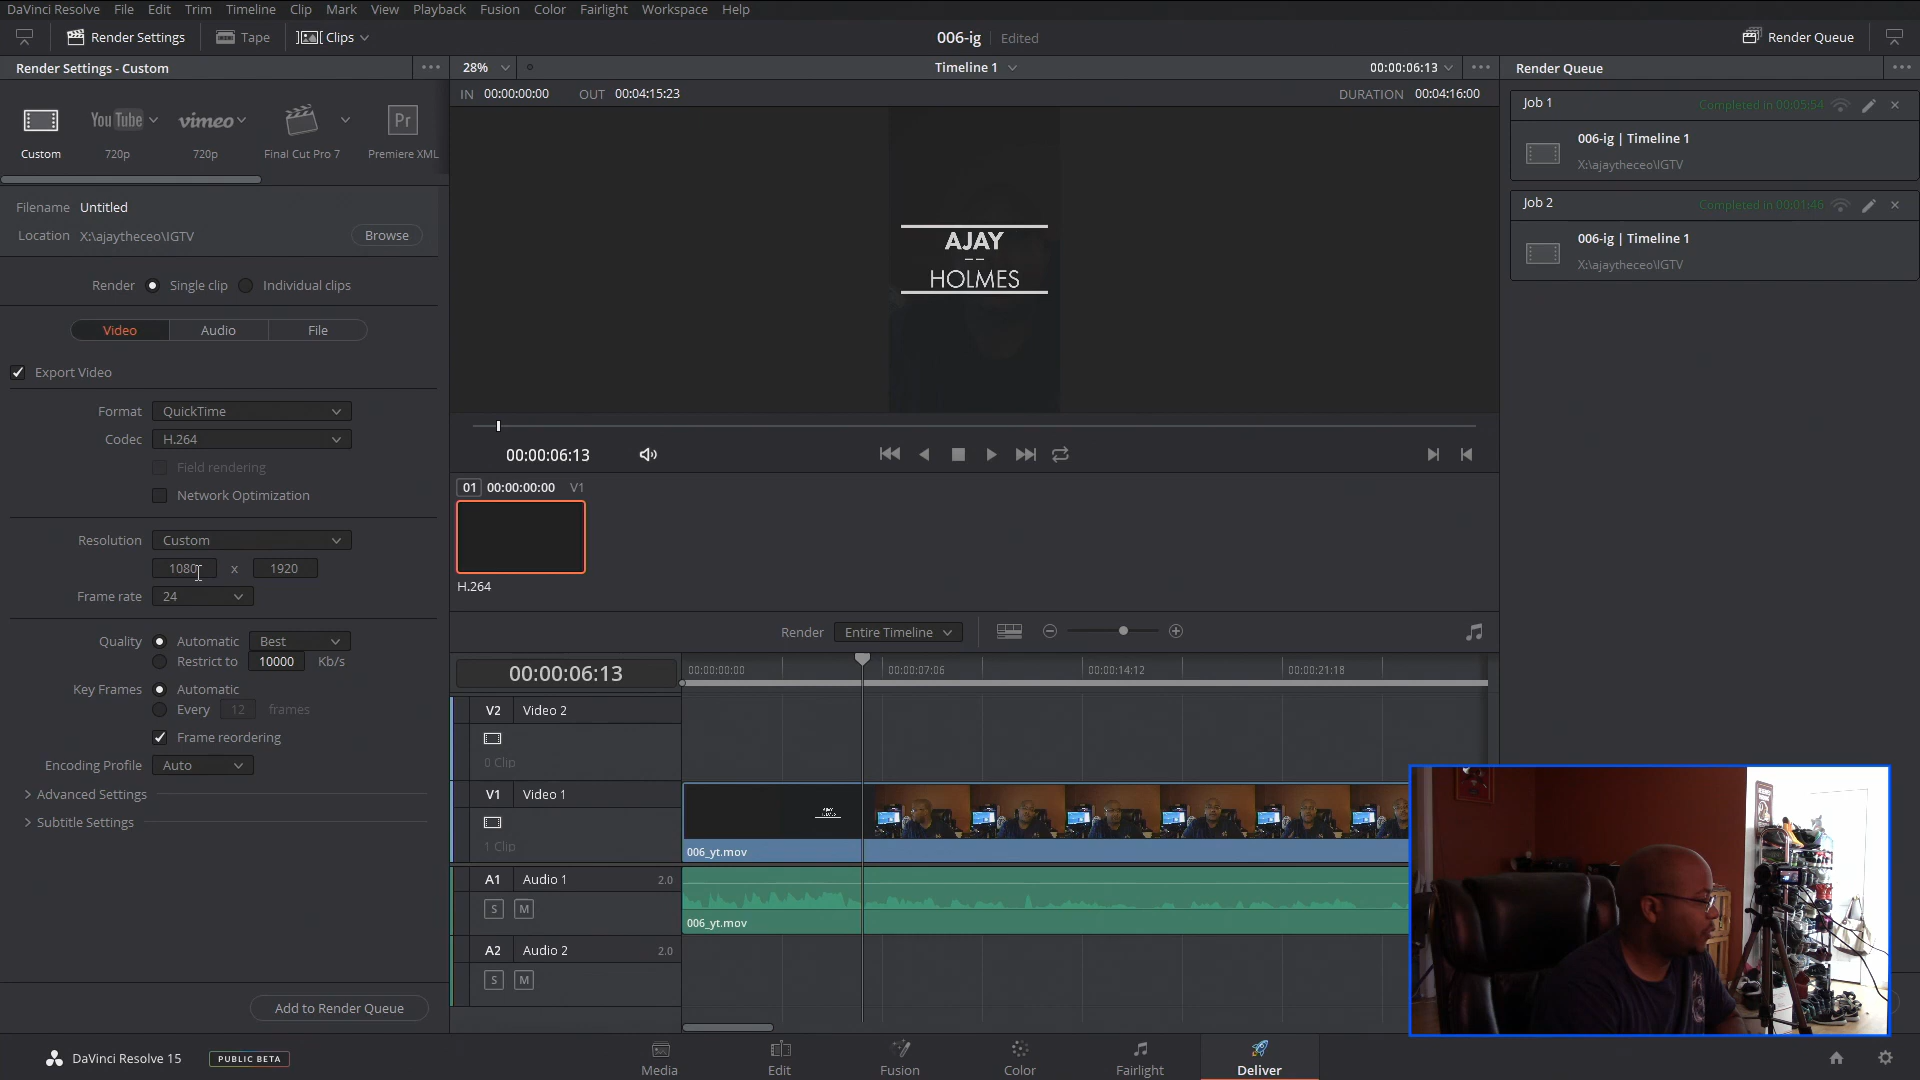 DaVinci Resolve File Edit Trim Timeline Clip Mark View Playback Fusion Color Fairlight Workspace Help
Render Settings Tape Clips 006-ig Edited Render Queue
Render Settings - Custom 28% Timeline 1 00:00:06:13 Render Queue
IN 00:00:00:00 OUT 00:04:15:23 DURATION 00:04:16:00
YouTube vimeo Pr
Custom 720p 720p Final Cut Pro 7 Premiere XML
Job 1 Completed in 00:05:54
006-ig | Timeline 1
X:\ajaytheceo\IGTV
Job 2 Completed in 00:01:46
006-ig | Timeline 1
X:\ajaytheceo\IGTV
Filename Untitled
Location X:\ajaytheceo\IGTV Browse
Render Single clip Individual clips
Video Audio File
Export Video
Format QuickTime
Codec H.264
Field rendering
Network Optimization
Resolution Custom
1080 x 1920
Frame rate 24
Quality Automatic Best
Restrict to 10000 Kb/s
Key Frames Automatic
Every 12 frames
Frame reordering
Encoding Profile Auto
Advanced Settings
Subtitle Settings
Add to Render Queue
AJAY
--
HOLMES
00:00:06:13
01 00:00:00:00 V1
H.264
Render Entire Timeline
00:00:06:13 00:00:00:00 00:00:07:06 00:00:14:12 00:00:21:18
V2 Video 2
0 Clip
V1 Video 1
1 Clip
006_yt.mov
A1 Audio 1 2.0
S M
006_yt.mov
A2 Audio 2 2.0
S M
DaVinci Resolve 15 PUBLIC BETA
Media Edit Fusion Color Fairlight Deliver